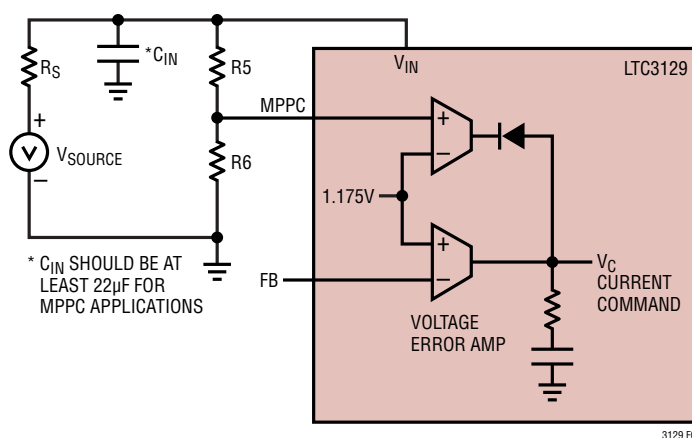 *CIN
RS
R5
VIN
LTC3129
MPPC
+
+
VSOURCE
–
–
R6
1.175V
+
–
FB
VC
CURRENT
COMMAND
VOLTAGE
ERROR AMP
* CIN SHOULD BE AT
LEAST 22µF FOR
MPPC APPLICATIONS